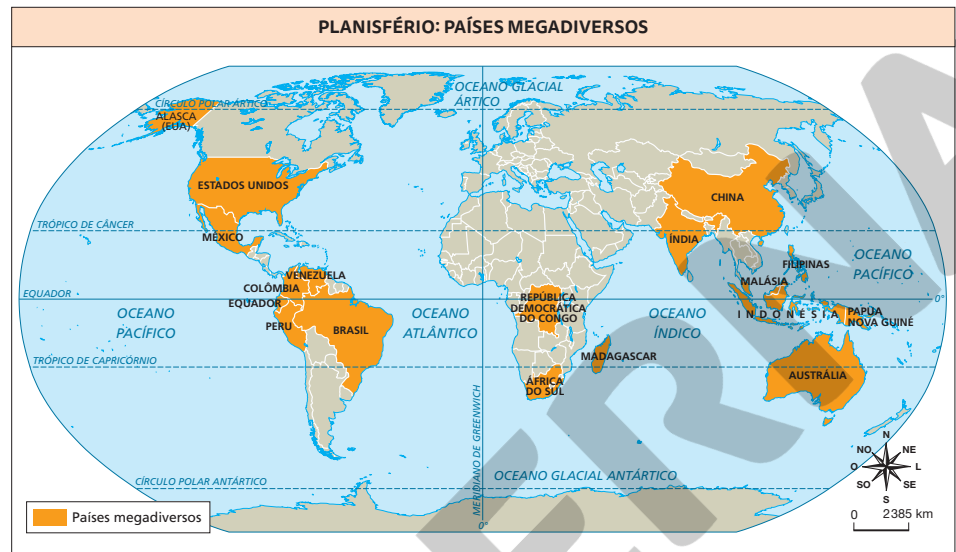 PLANISFÉRIO: PAÍSES MEGADIVERSOS
OCEANO GLACIAL
ÁRTICO
CÍRCULO POLAR ÁRTICO
ALASCA
(EUA)
ESTADOS UNIDOS
CHINA
TRÓPICO DE CÂNCER
MÉXICO
ÍNDIA
OCEANO
PACÍFICO
FILIPINAS
VENEZUELA
MALÁSIA
COLÔMBIA
EQUADOR
EQUADOR
REPÚBLICA
DEMOCRÁTICA
DO CONGO
0°
OCEANO
PACÍFICO
PERU
BRASIL
OCEANO
ATLÂNTICO
OCEANO
ÍNDICO
INDONÉSIA
PAPUA
NOVA GUINÉ
MADAGASCAR
TRÓPICO DE CAPRICÓRNIO
ÁFRICA
DO SUL
AUSTRÁLIA
MERIDIANO DE GREENWICH
CÍRCULO POLAR ANTÁRTICO
OCEANO GLACIAL ANTÁRTICO
0°
N
NO NE
O L
SO SE
S
0 2385 km
Países megadiversos